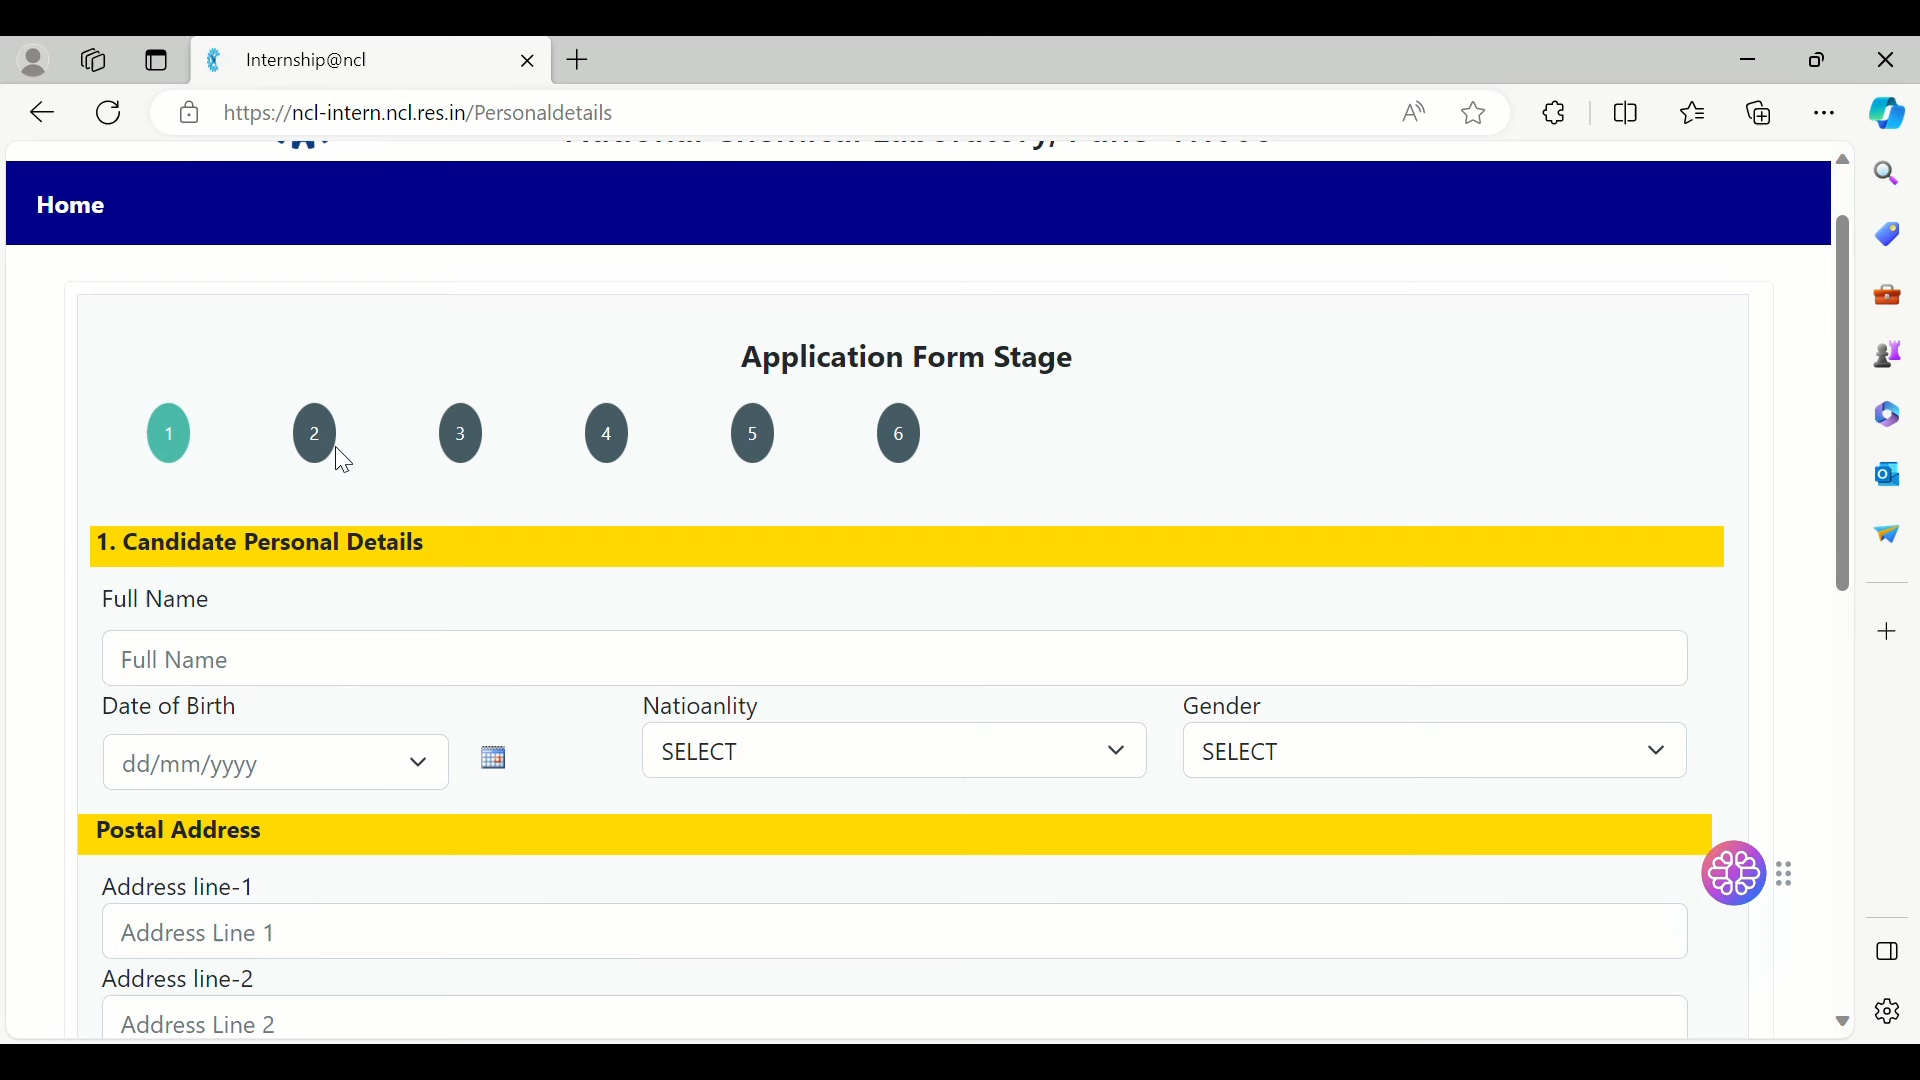 Internship@ncl
https://ncl-intern.ncl.res.in/Personaldetails
Home
Application Form Stage
1 2 3 4 5 6
1. Candidate Personal Details
Full Name
Full Name
Date of Birth Natioanlity Gender
dd/mm/yyyy SELECT SELECT
Postal Address
Address line-1
Address Line 1
Address line-2
Address Line 2